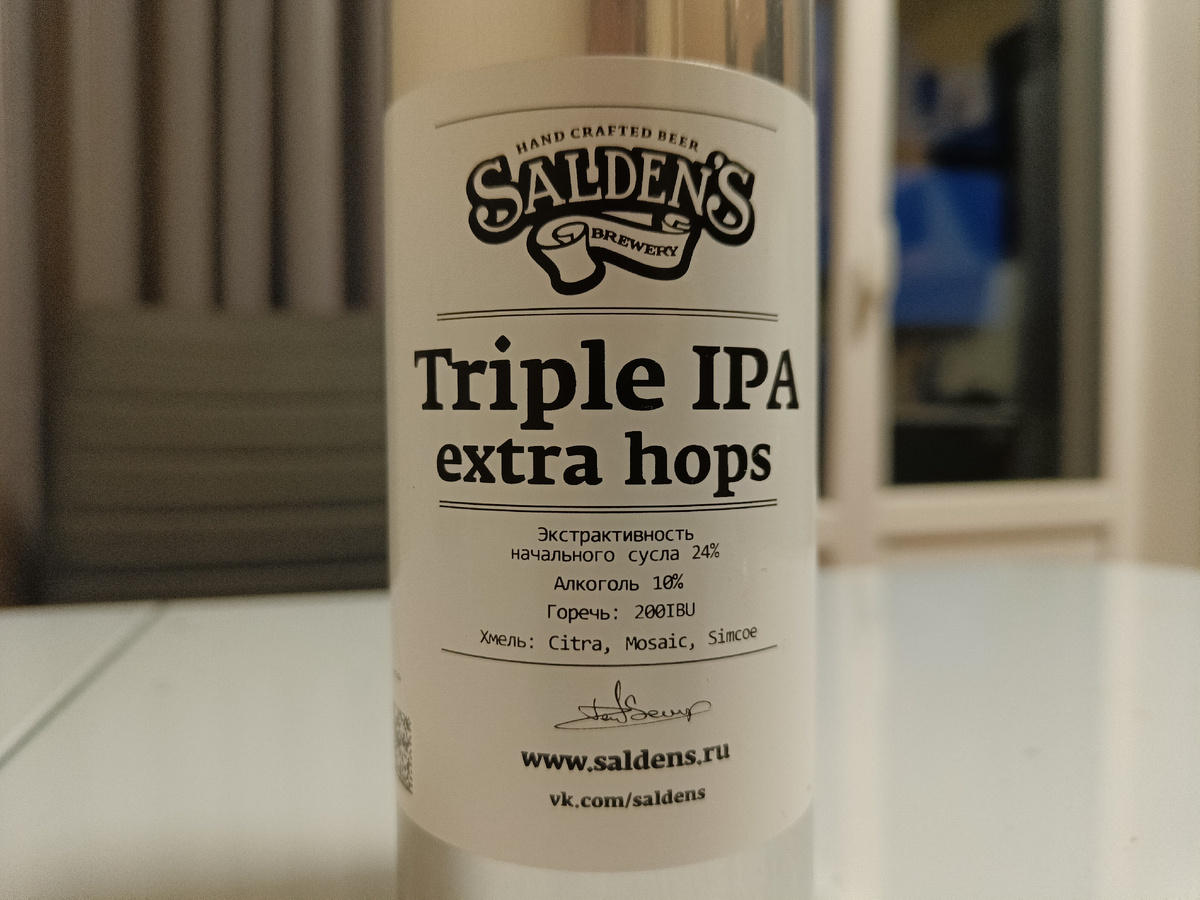 HAND CRAFTED BEER
SALDEN'S
BREWERY
Triple IPA
extra hops
Экстрактивность
начального сусла 24%
Алкоголь 10%
Горечь: 200IBU
Хмель: Citra, Mosaic, Simcoe
www.saldens.ru
vk.com/saldens